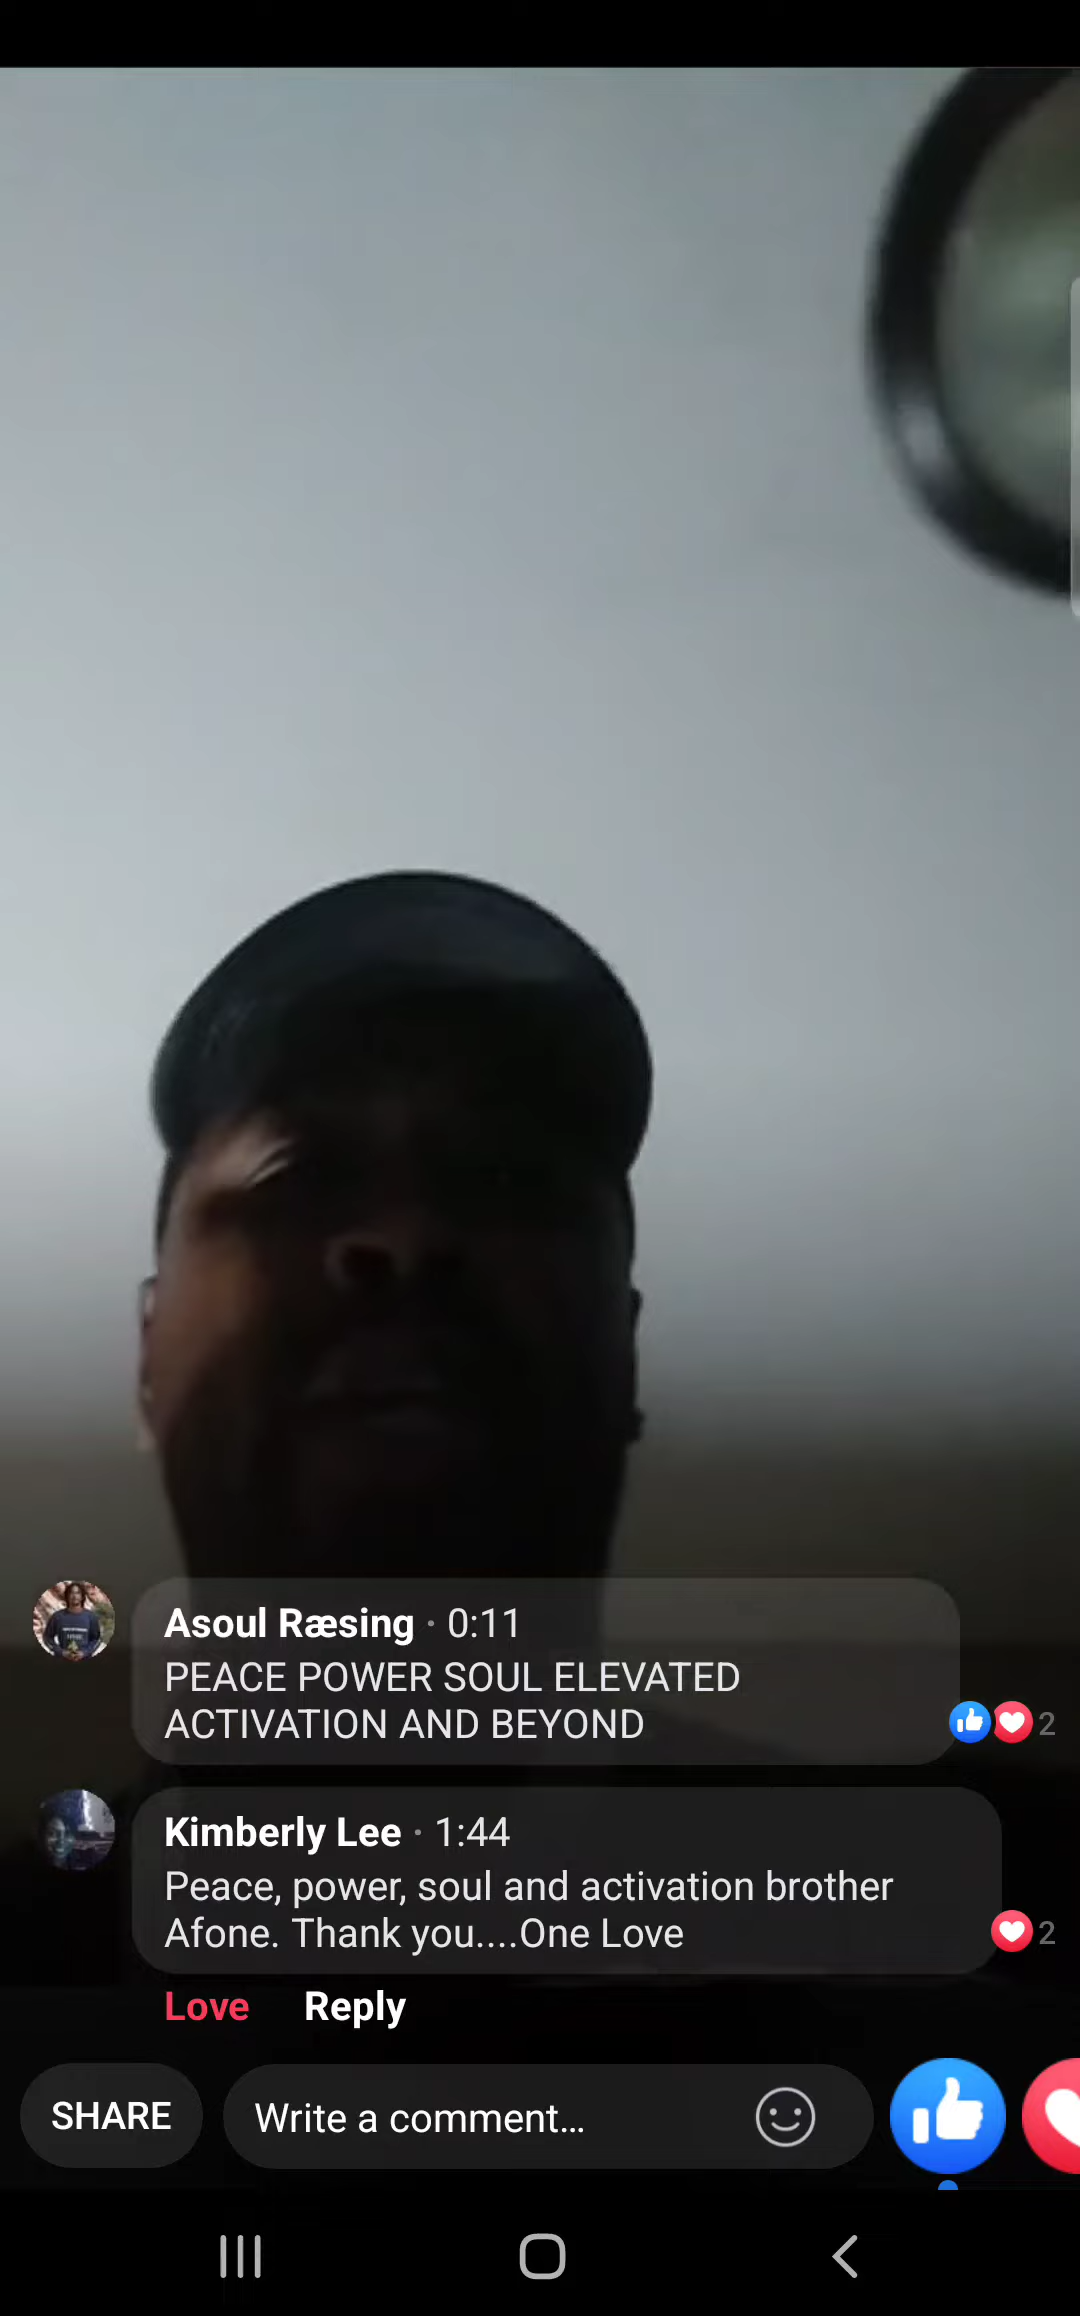 Asoul Ræsing · 0:11
PEACE POWER SOUL ELEVATED
ACTIVATION AND BEYOND
2
Kimberly Lee · 1:44
Peace, power, soul and activation brother
Afone. Thank you....One Love
2
Love Reply
SHARE Write a comment...